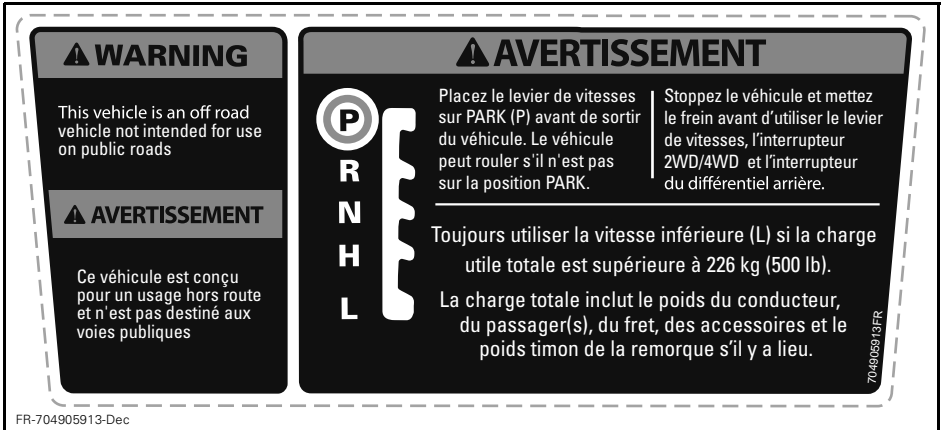 WARNING
This vehicle is an off road
vehicle not intended for use
on public roads
AVERTISSEMENT
Ce véhicule est conçu
pour un usage hors route
et n'est pas destiné aux
voies publiques
AVERTISSEMENT
P
R
N
H
L
Placez le levier de vitesses
sur PARK (P) avant de sortir
du véhicule. Le véhicule
peut rouler s'il n'est pas
sur la position PARK.
Stoppez le véhicule et mettez
le frein avant d'utiliser le levier
de vitesses, l'interrupteur
2WD/4WD et l'interrupteur
du différentiel arrière.
Toujours utiliser la vitesse inférieure (L) si la charge
utile totale est supérieure à 226 kg (500 lb).
La charge totale inclut le poids du conducteur,
du passager(s), du fret, des accessoires et le
poids timon de la remorque s'il y a lieu.
704905913FR
FR-704905913-Dec